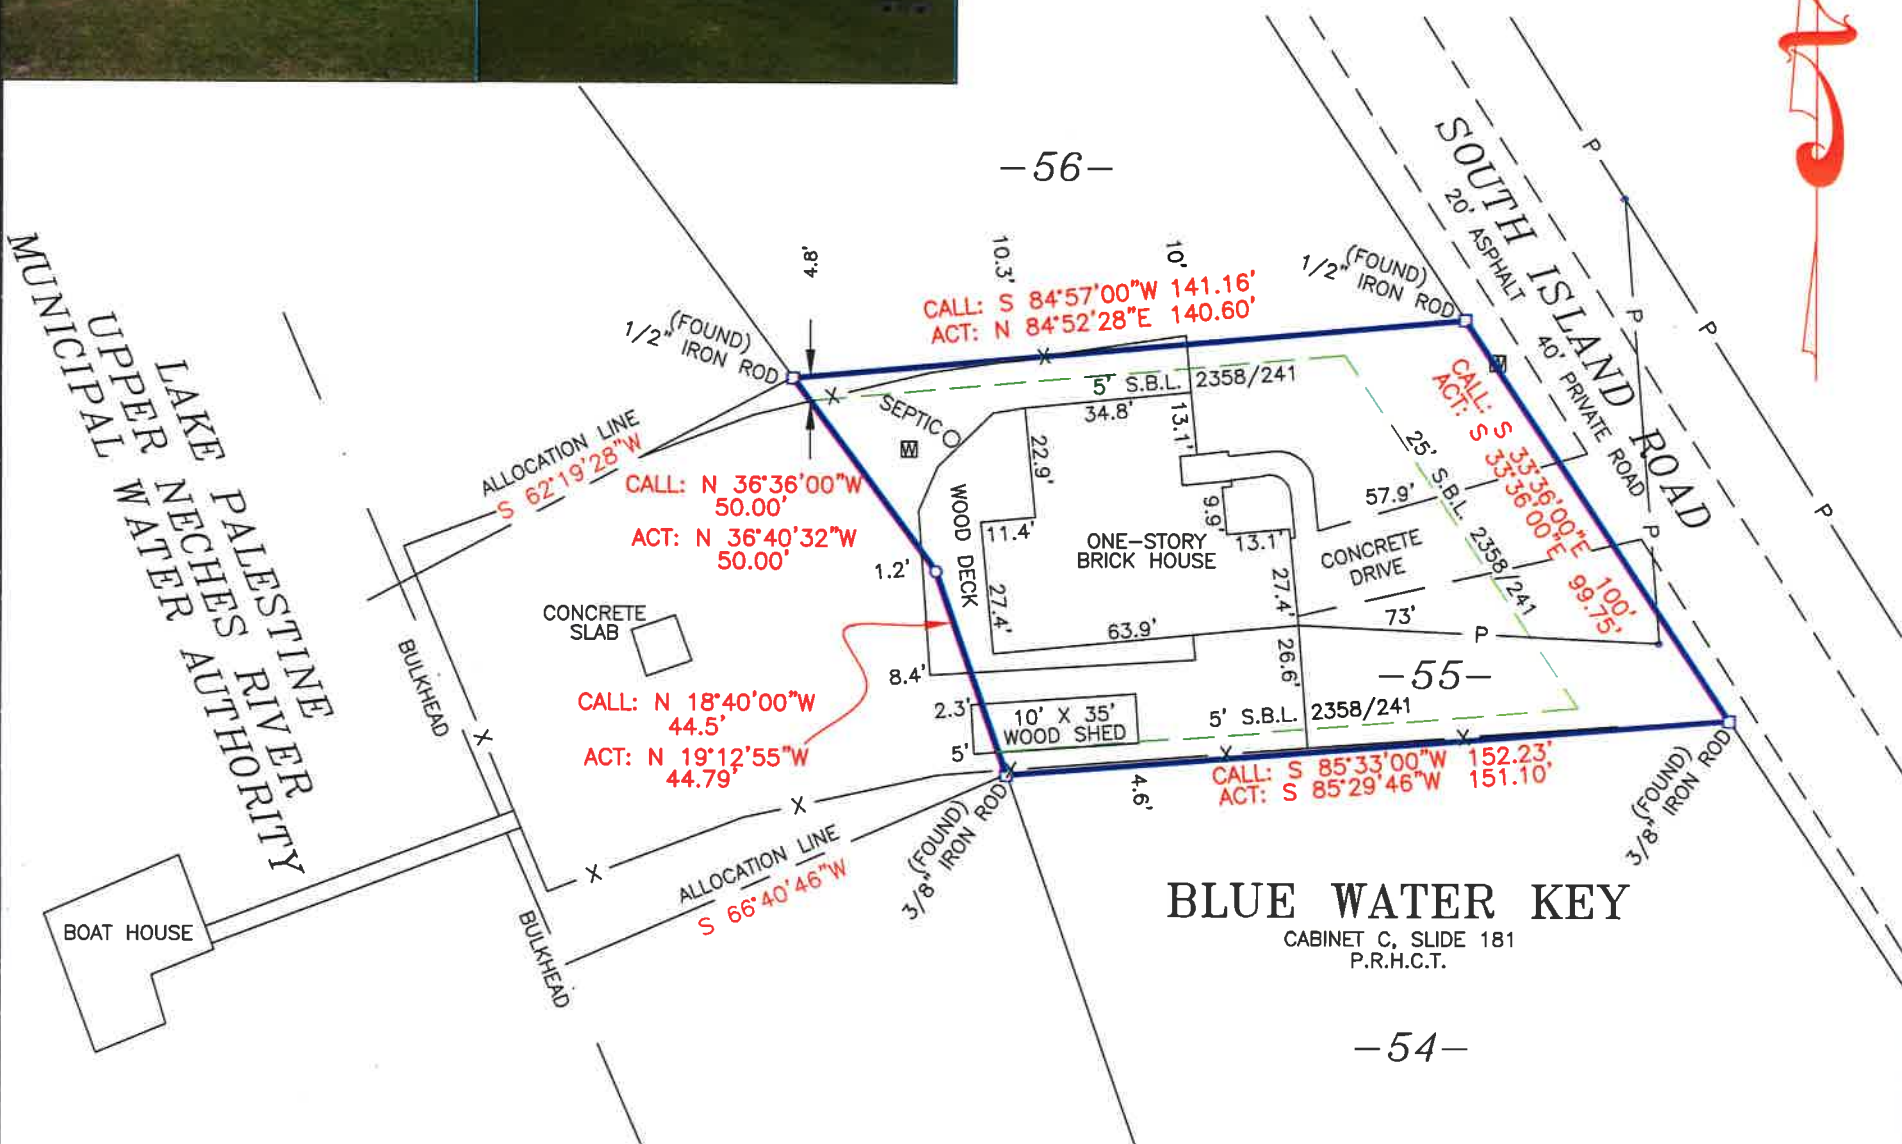 -56-
SOUTH ISLAND ROAD
20' ASPHALT
40' PRIVATE ROAD
P
P
P
P
P
P
4.8'
10.3'
10'
CALL: S 84°57'00"W 141.16'
ACT: N 84°52'28"E 140.60'
(FOUND)
1/2" IRON ROD
(FOUND)
1/2" IRON ROD
W
CALL: S 33°36'00"E 100'
ACT: S 33°36'00"E 99.75'
X
X
5' S.B.L. 2358/241
34.8'
13.1'
SEPTIC
W
22.9'
WOOD DECK
11.4'
27.4'
ONE-STORY
BRICK HOUSE
9.9'
13.1'
27.4'
57.9'
CONCRETE
DRIVE
73'
25' S.B.L. 2358/241
63.9'
26.6'
-55-
ALLOCATION LINE
S 62°19'28"W
CALL: N 36°36'00"W
50.00'
ACT: N 36°40'32"W
50.00'
1.2'
CONCRETE
SLAB
8.4'
CALL: N 18°40'00"W
44.5'
ACT: N 19°12'55"W
44.79'
2.3'
5'
10' X 35'
WOOD SHED
5' S.B.L. 2358/241
X
X
X
4.6'
CALL: S 85°33'00"W 152.23'
ACT: S 85°29'46"W 151.10'
(FOUND)
3/8" IRON ROD
(FOUND)
3/8" IRON ROD
LAKE PALESTINE
UPPER NECHES RIVER
MUNICIPAL WATER AUTHORITY
BULKHEAD
X
X
X
ALLOCATION LINE
S 66°40'46"W
BULKHEAD
BOAT HOUSE
BLUE WATER KEY
CABINET C, SLIDE 181
P.R.H.C.T.
-54-